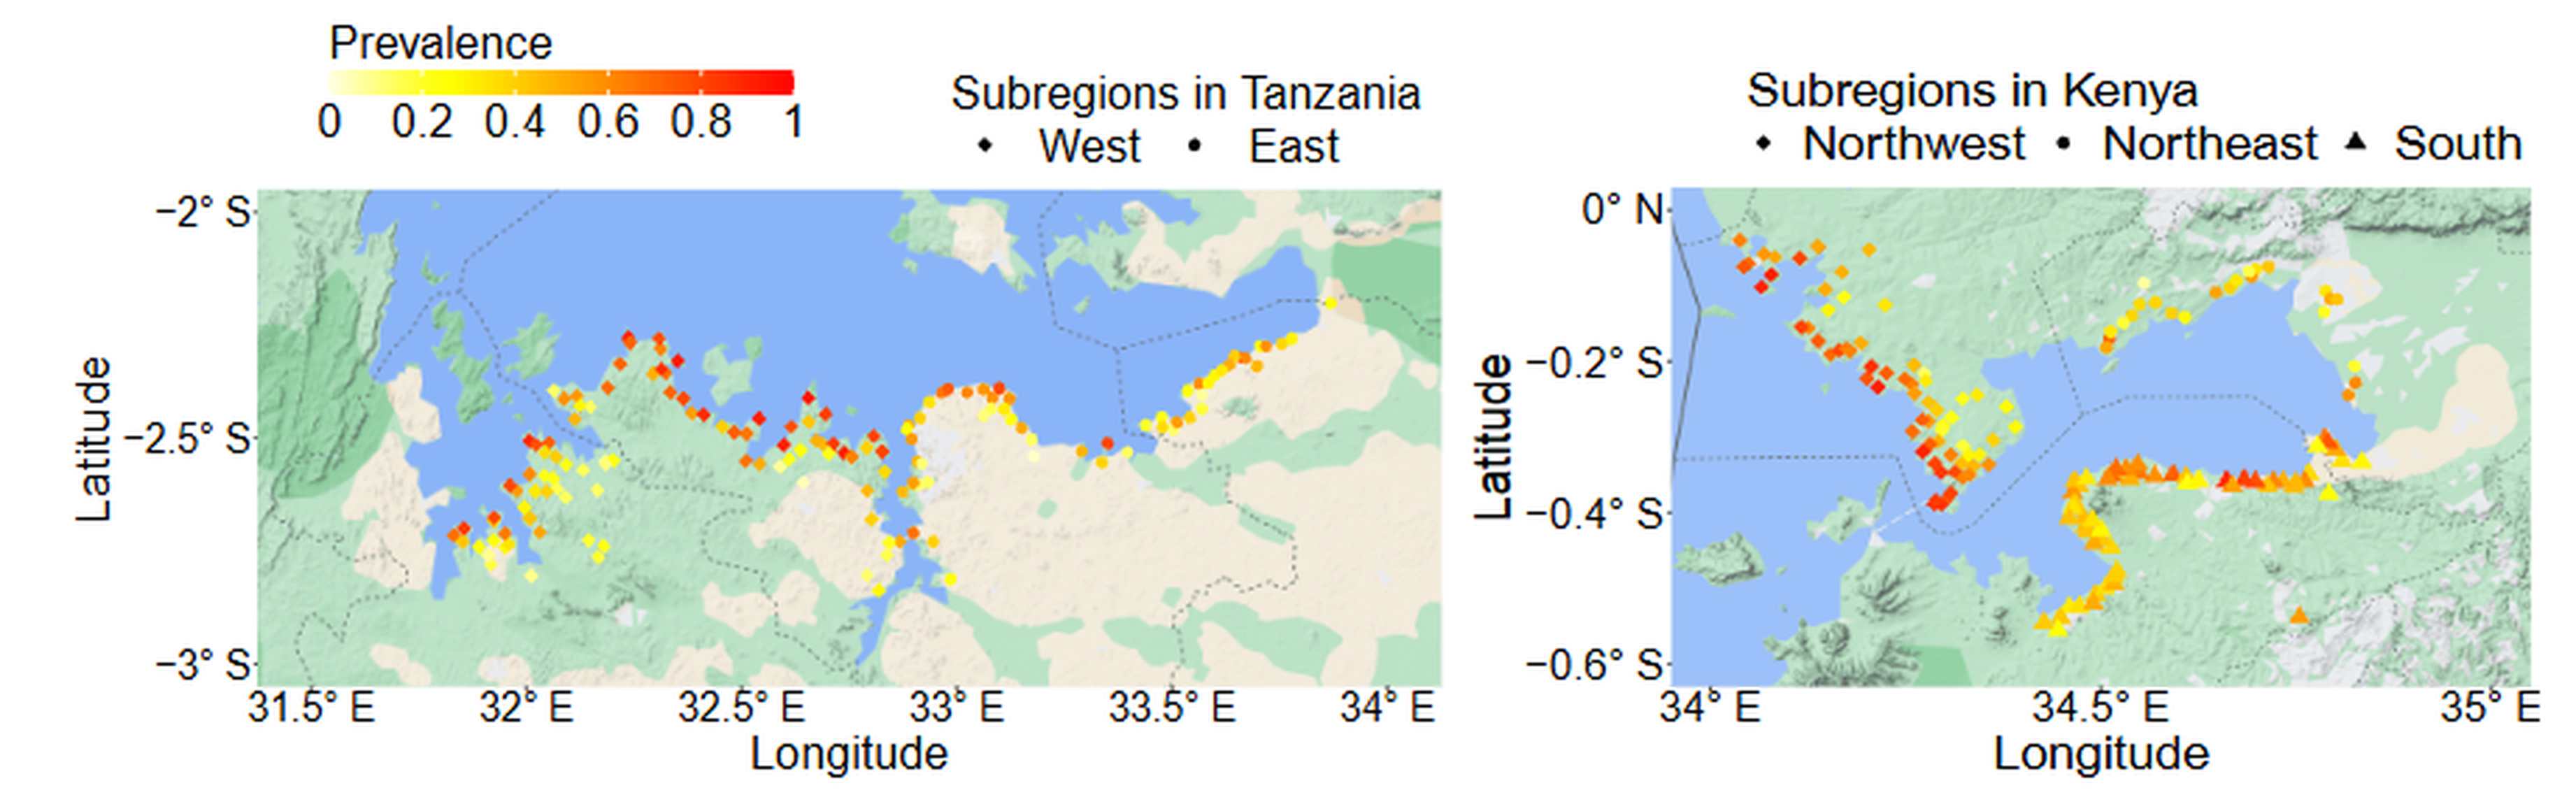 Prevalence
0 0.2 0.4 0.6 0.8 1
Subregions in Tanzania
West East
−2° S
−2.5° S
−3° S
Latitude
31.5° E 32° E 32.5° E 33° E 33.5° E 34° E
Longitude
Subregions in Kenya
Northwest Northeast South
0° N
−0.2° S
−0.4° S
−0.6° S
Latitude
34° E 34.5° E 35° E
Longitude